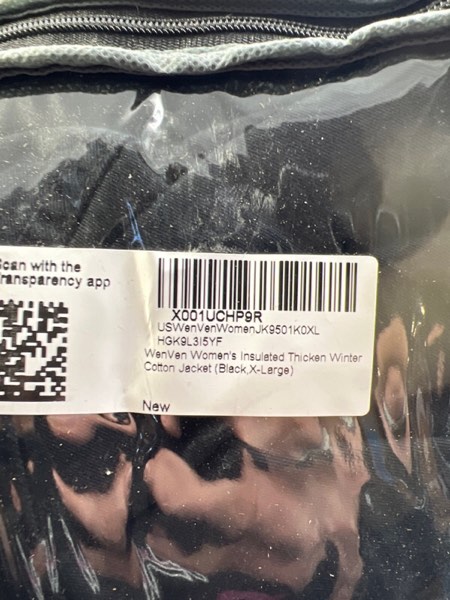 Scan with the
Transparency app
X001UCHP9R
USWenVenWomenJK9501K0XL
HGK9L3I5YF
WenVen Women's Insulated Thicken Winter
Cotton Jacket (Black,X-Large)
New